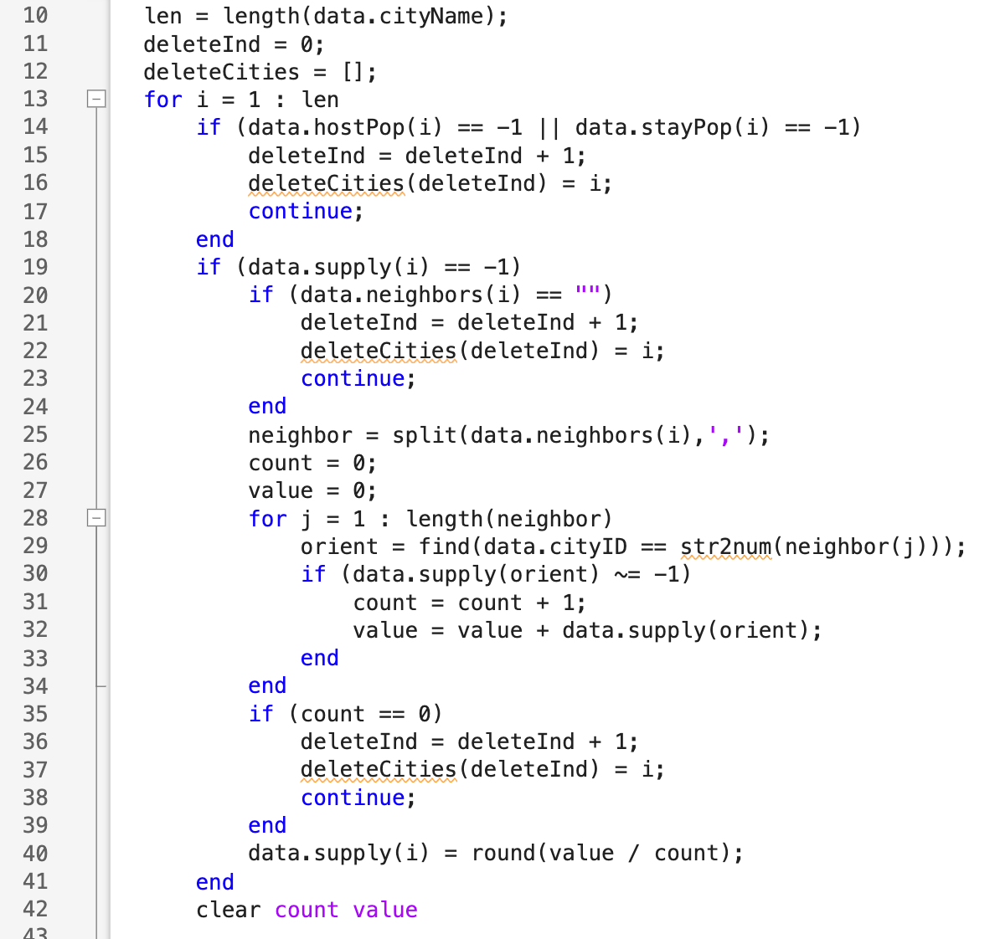 10 len = length(data.cityName);
11 deleteInd = 0;
12 deleteCities = [];
13 for i = 1 : len
14     if (data.hostPop(i) == -1 || data.stayPop(i) == -1)
15         deleteInd = deleteInd + 1;
16         deleteCities(deleteInd) = i;
17         continue;
18     end
19     if (data.supply(i) == -1)
20         if (data.neighbors(i) == "")
21             deleteInd = deleteInd + 1;
22             deleteCities(deleteInd) = i;
23             continue;
24         end
25         neighbor = split(data.neighbors(i),',');
26         count = 0;
27         value = 0;
28         for j = 1 : length(neighbor)
29             orient = find(data.cityID == str2num(neighbor(j)));
30             if (data.supply(orient) ~= -1)
31                 count = count + 1;
32                 value = value + data.supply(orient);
33             end
34         end
35         if (count == 0)
36             deleteInd = deleteInd + 1;
37             deleteCities(deleteInd) = i;
38             continue;
39         end
40         data.supply(i) = round(value / count);
41     end
42     clear count value
43